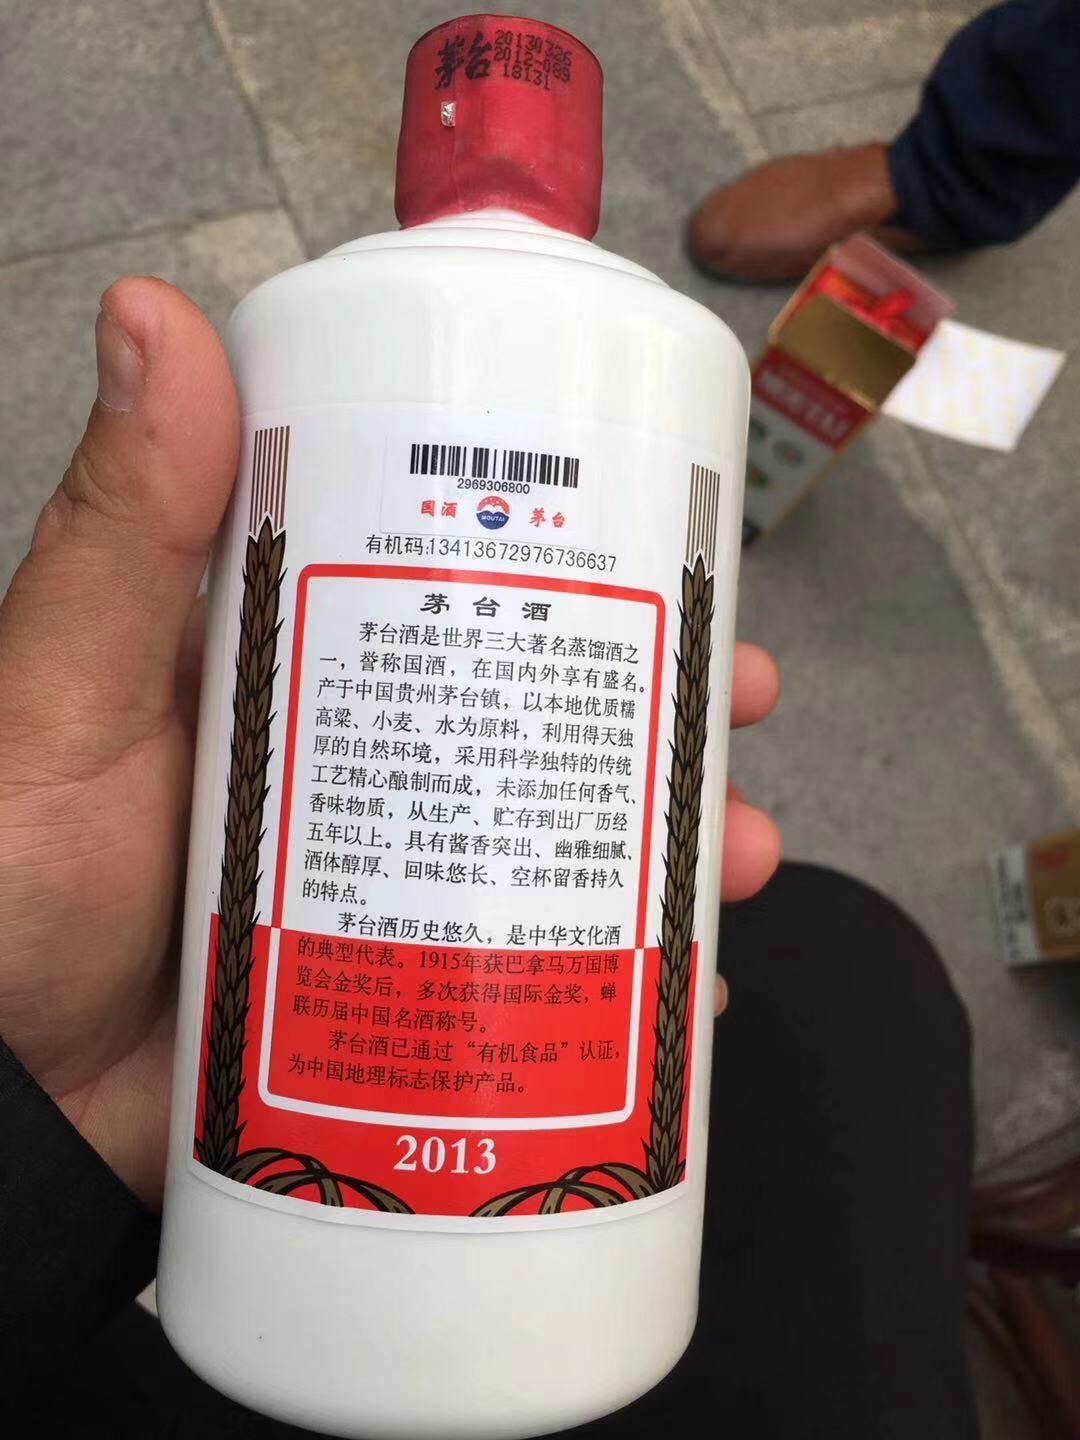 茅台
20130326
2012-089
18131
2969306800
国酒 MOUTAI 茅台
有机码:13413672976736637
茅台酒
茅台酒是世界三大著名蒸馏酒之
一，誉称国酒，在国内外享有盛名。
产于中国贵州茅台镇，以本地优质糯
高粱、小麦、水为原料，利用得天独
厚的自然环境，采用科学独特的传统
工艺精心酿制而成，未添加任何香气、
香味物质，从生产、贮存到出厂历经
五年以上。具有酱香突出、幽雅细腻、
酒体醇厚、回味悠长、空杯留香持久
的特点。
茅台酒历史悠久，是中华文化酒
的典型代表。1915年获巴拿马万国博
览会金奖后，多次获得国际金奖，蝉
联历届中国名酒称号。
茅台酒已通过“有机食品”认证，
为中国地理标志保护产品。
2013